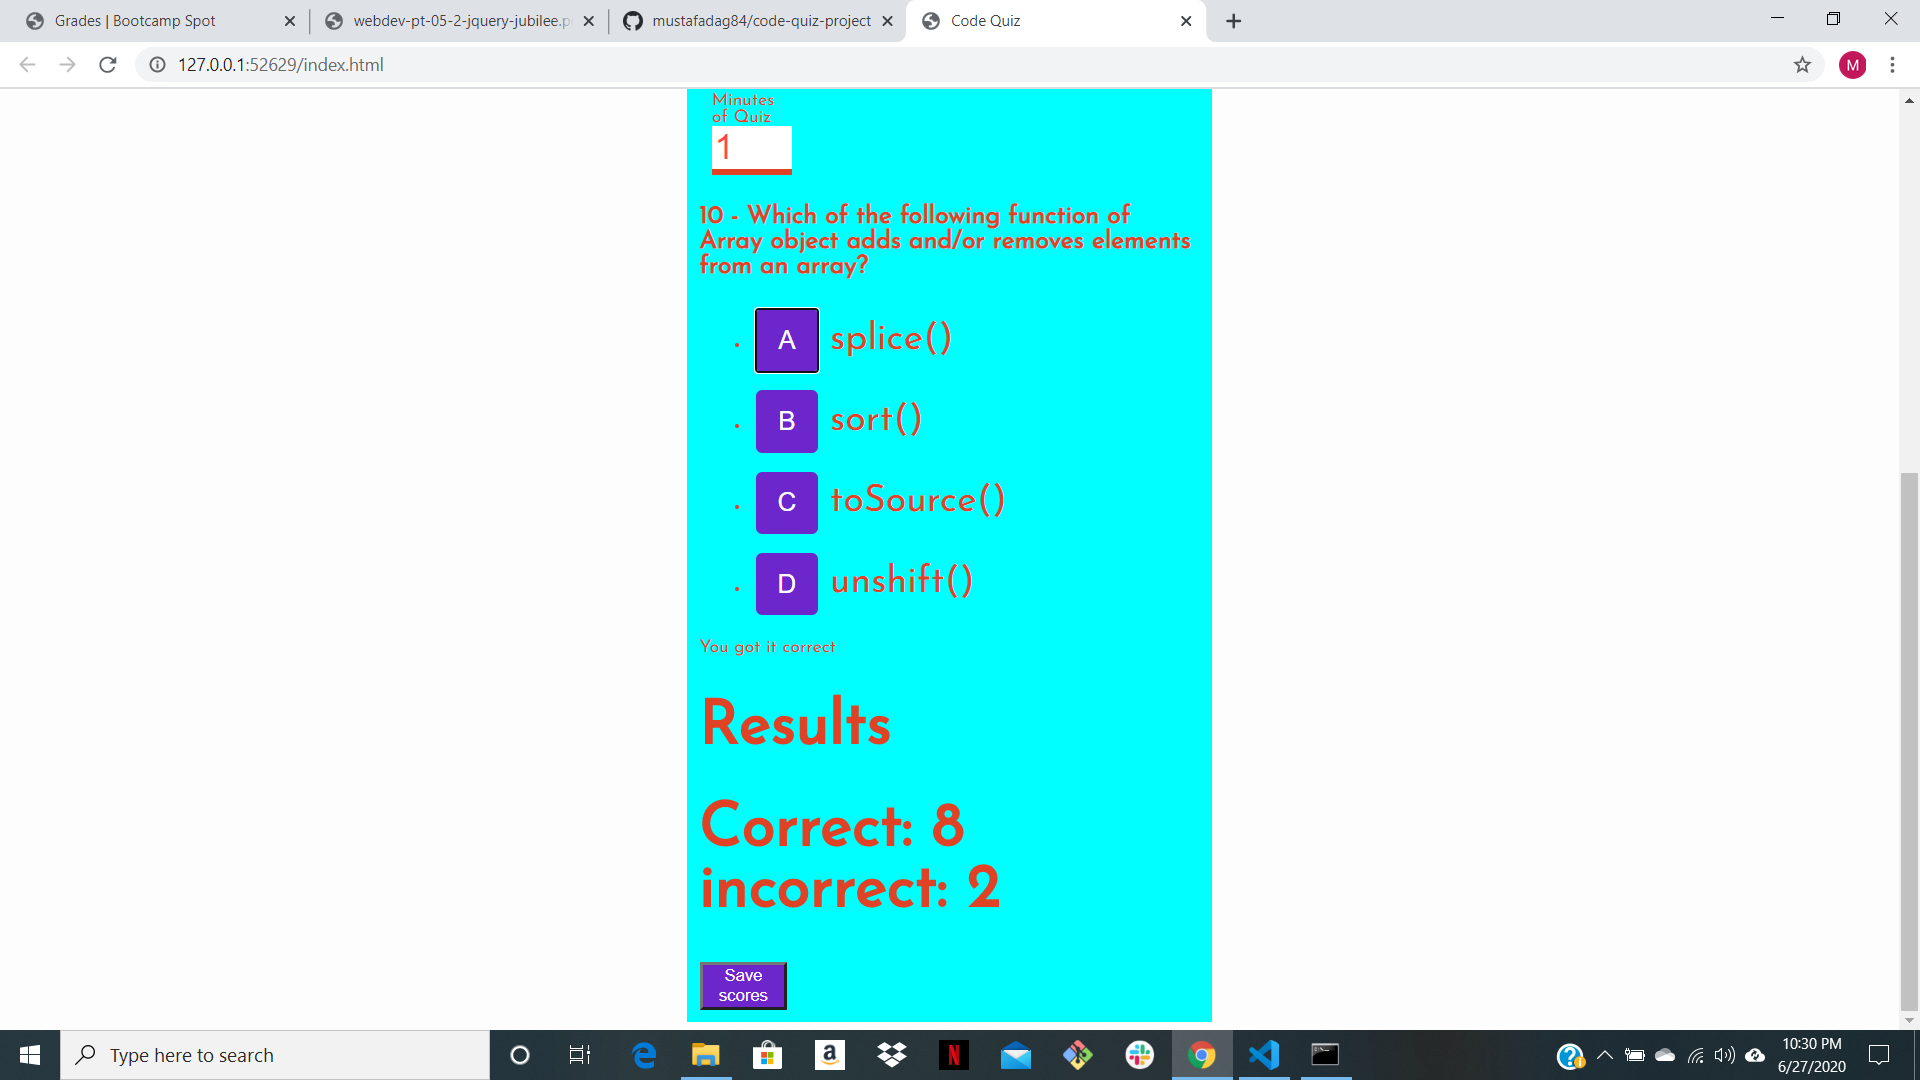 Grades | Bootcamp Spot
webdev-pt-05-2-jquery-jubilee.p
mustafadag84/code-quiz-project
Code Quiz
127.0.0.1:52629/index.html
M
Minutes
of Quiz
1
10 - Which of the following function of
Array object adds and/or removes elements
from an array?
A splice()
B sort()
C toSource()
D unshift()
You got it correct
Results
Correct: 8
incorrect: 2
Save
scores
Type here to search
10:30 PM
6/27/2020